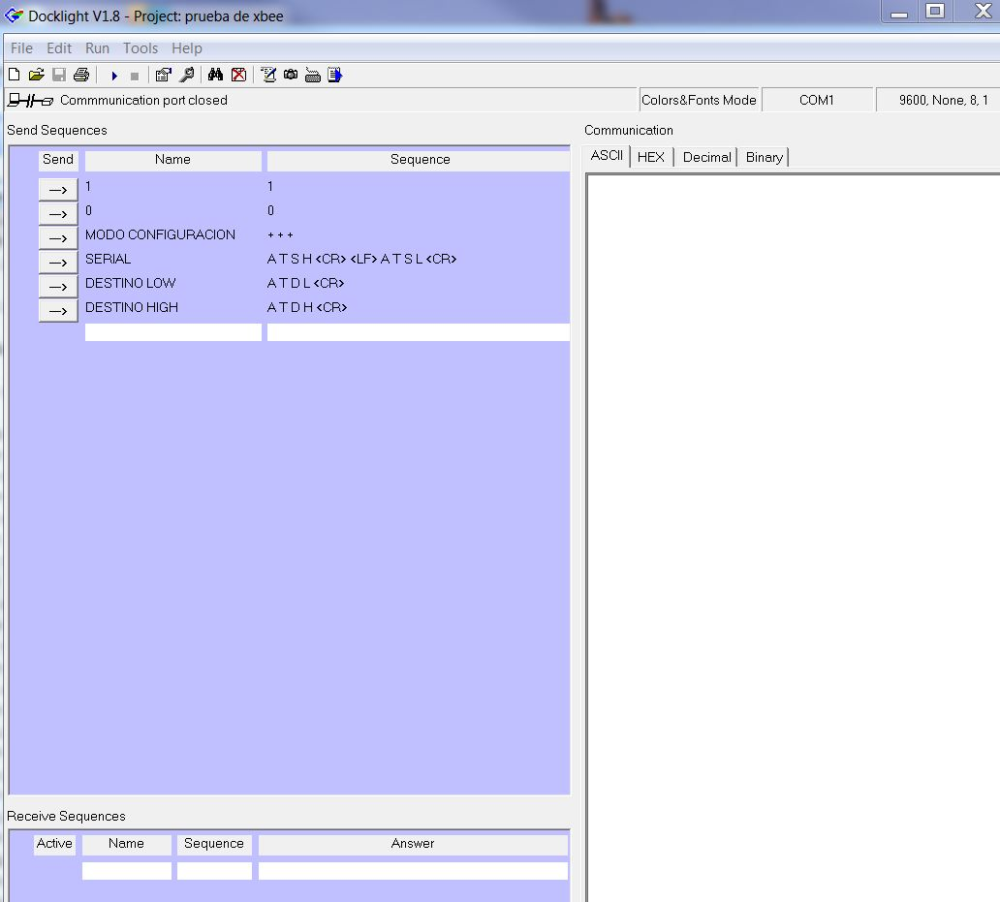 Docklight V1.8 - Project: prueba de xbee
File Edit Run Tools Help
Commmunication port closed Colors&Fonts Mode COM1 9600, None, 8, 1
Send Sequences
Send Name Sequence
---> 1 1
---> 0 0
---> MODO CONFIGURACION + + +
---> SERIAL A T S H <CR> <LF> A T S L <CR>
---> DESTINO LOW A T D L <CR>
---> DESTINO HIGH A T D H <CR>
Communication
ASCII HEX Decimal Binary
Receive Sequences
Active Name Sequence Answer